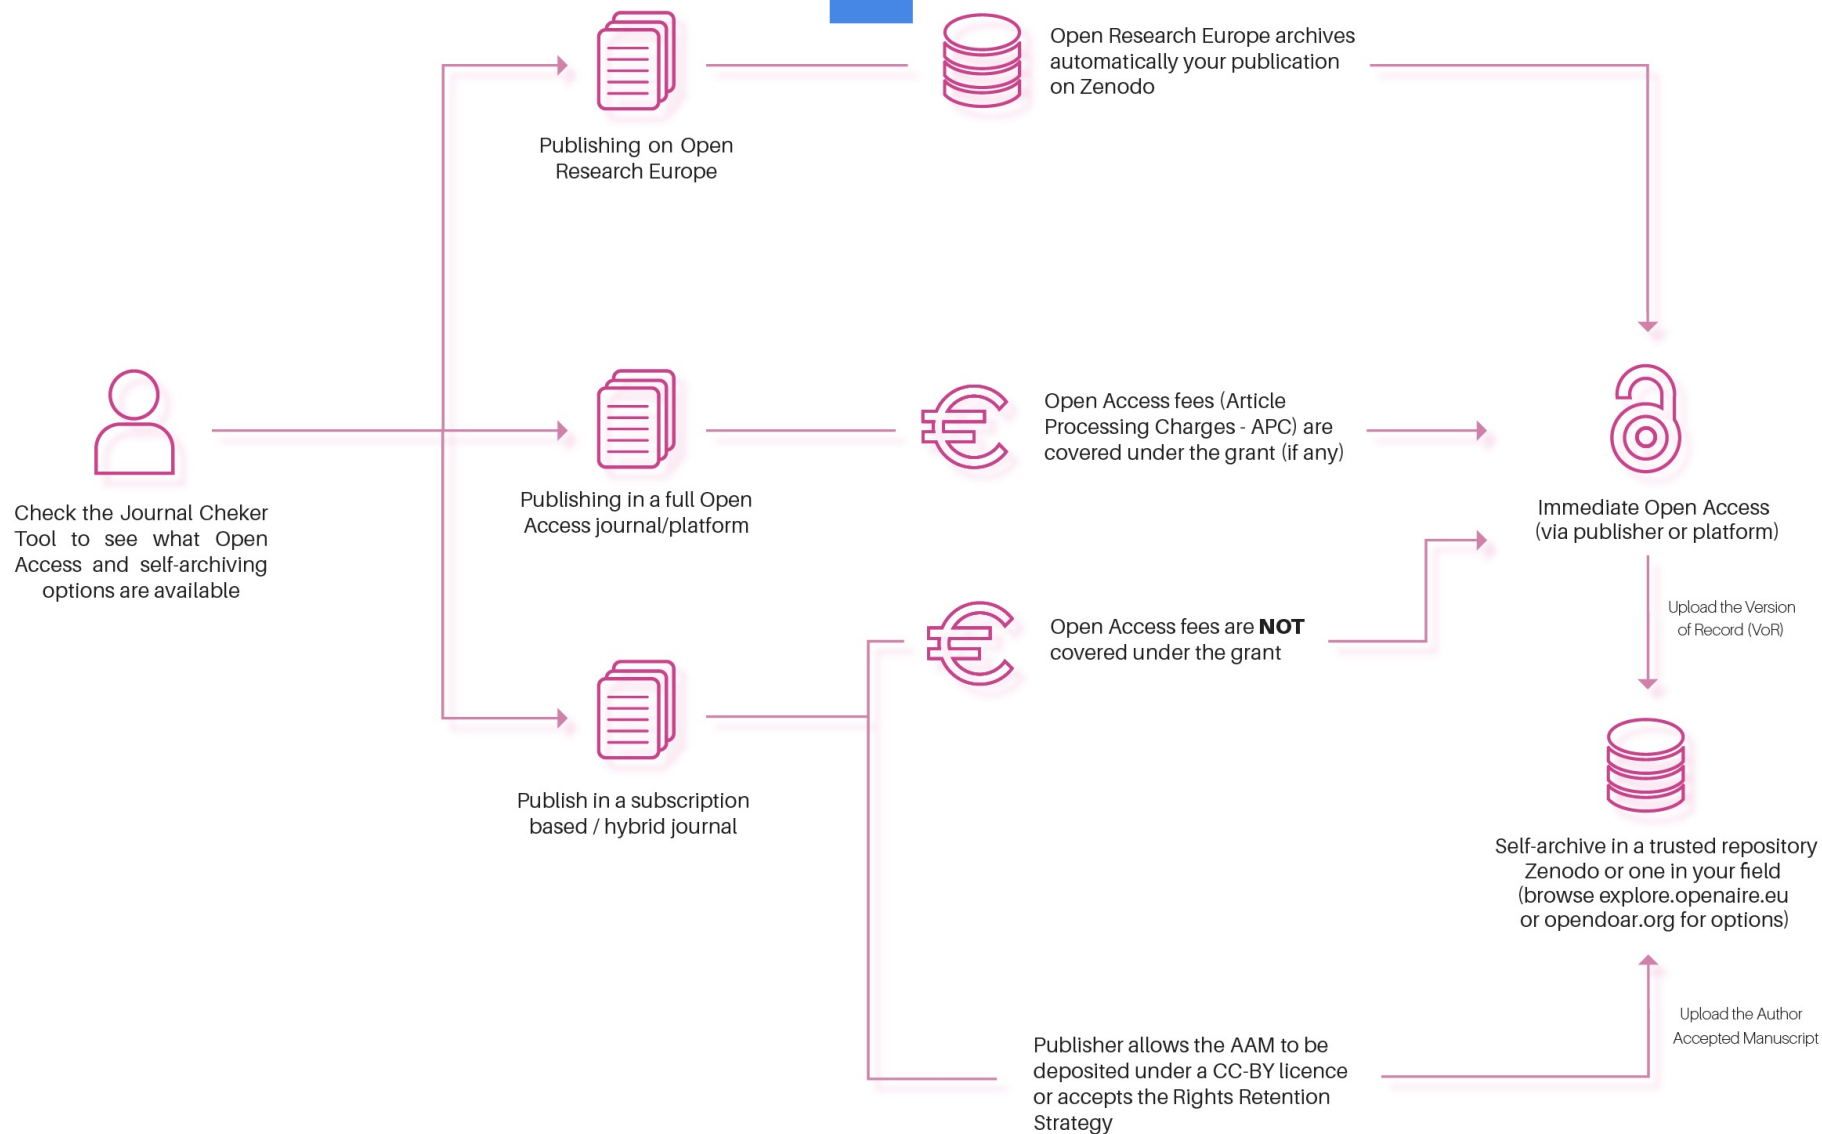 Open Research Europe archives
automatically your publication
on Zenodo
Publishing on Open
Research Europe
Check the Journal Cheker
Tool to see what Open
Access and self-archiving
options are available
Publishing in a full Open
Access journal/platform
Open Access fees (Article
Processing Charges - APC) are
covered under the grant (if any)
Immediate Open Access
(via publisher or platform)
Publish in a subscription
based / hybrid journal
Open Access fees are NOT
covered under the grant
Upload the Version
of Record (VoR)
Self-archive in a trusted repository
Zenodo or one in your field
(browse explore.openaire.eu
or opendoar.org for options)
Publisher allows the AAM to be
deposited under a CC-BY licence
or accepts the Rights Retention
Strategy
Upload the Author
Accepted Manuscript